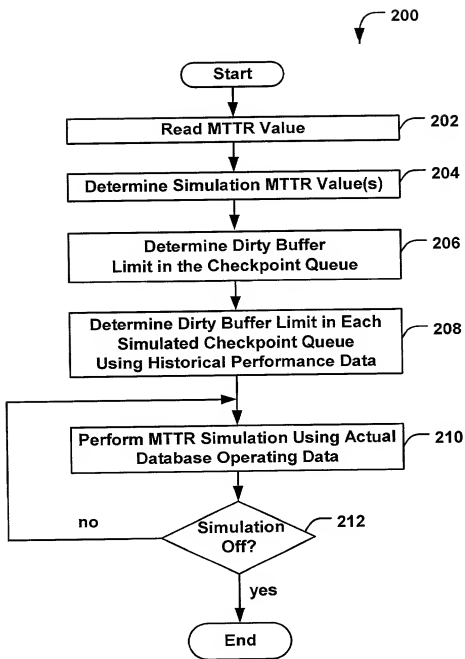 200
Start
Read MTTR Value
202
Determine Simulation MTTR Value(s)
204
Determine Dirty Buffer
Limit in the Checkpoint Queue
206
Determine Dirty Buffer Limit in Each
Simulated Checkpoint Queue
Using Historical Performance Data
208
Perform MTTR Simulation Using Actual
Database Operating Data
210
no
Simulation
Off?
212
yes
End